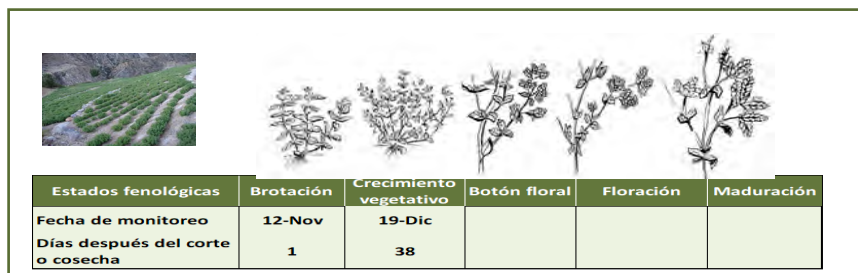 Estados fenológicas Brotación Crecimiento vegetativo Botón floral Floración Maduración
Fecha de monitoreo 12-Nov 19-Dic
Días después del corte o cosecha 1 38